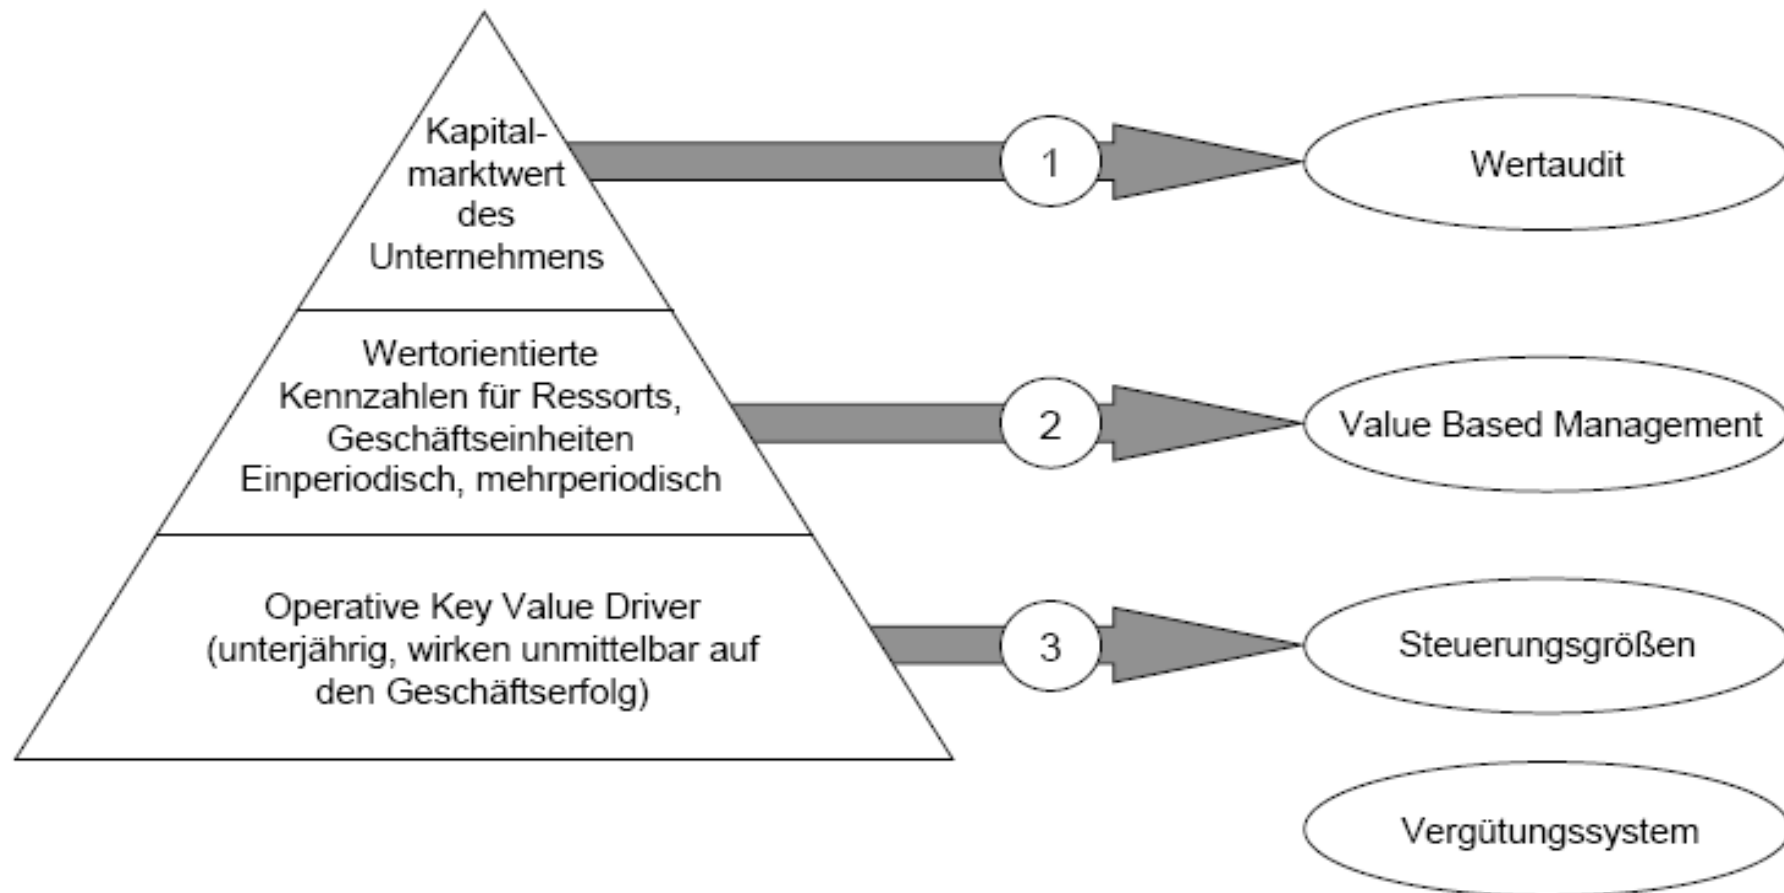 Kapital-
marktwert
des
Unternehmens
1
Wertaudit
Wertorientierte
Kennzahlen für Ressorts,
Geschäftseinheiten
Einperiodisch, mehrperiodisch
2
Value Based Management
Operative Key Value Driver
(unterjährig, wirken unmittelbar auf
den Geschäftserfolg)
3
Steuerungsgrößen
Vergütungssystem